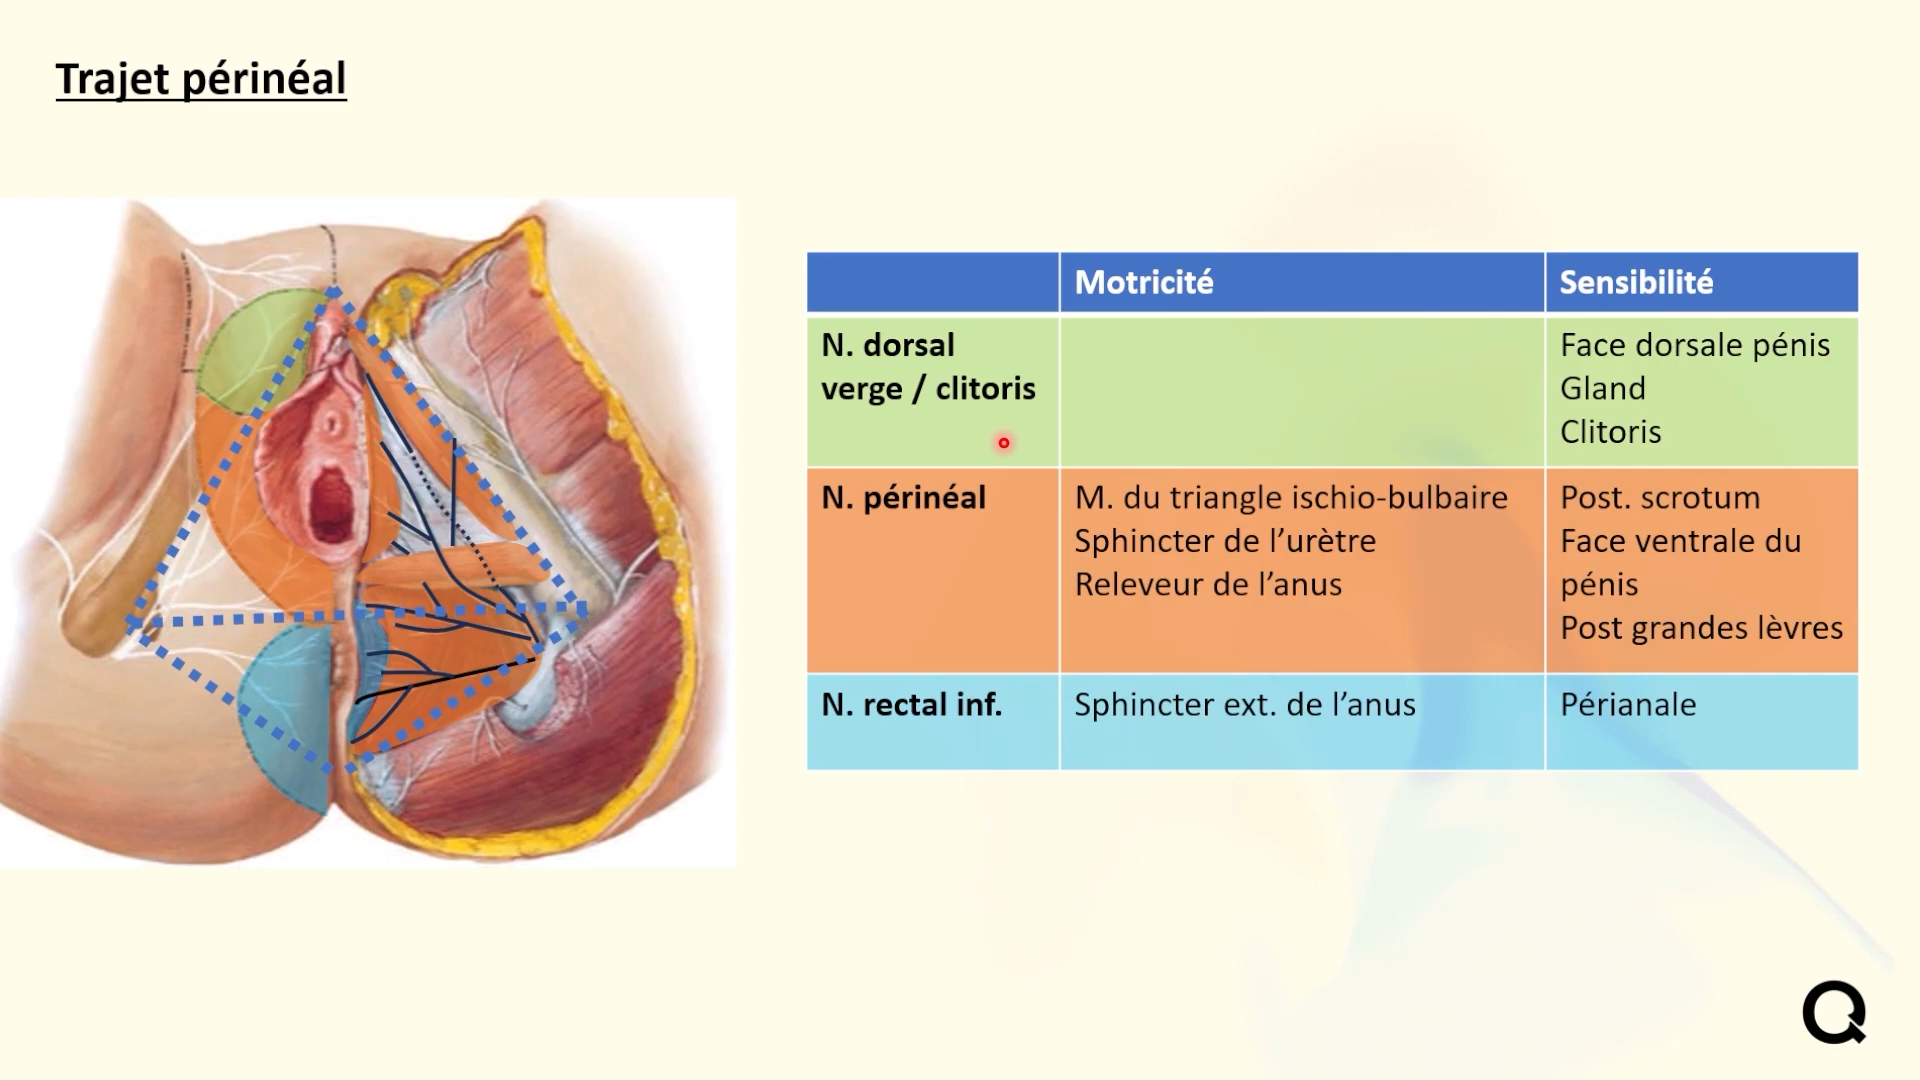 Trajet périnéal
Motricité
Sensibilité
N. dorsal
verge / clitoris
Face dorsale pénis
Gland
Clitoris
N. périnéal
M. du triangle ischio-bulbaire
Sphincter de l’urètre
Releveur de l’anus
Post. scrotum
Face ventrale du
pénis
Post grandes lèvres
N. rectal inf.
Sphincter ext. de l’anus
Périanale